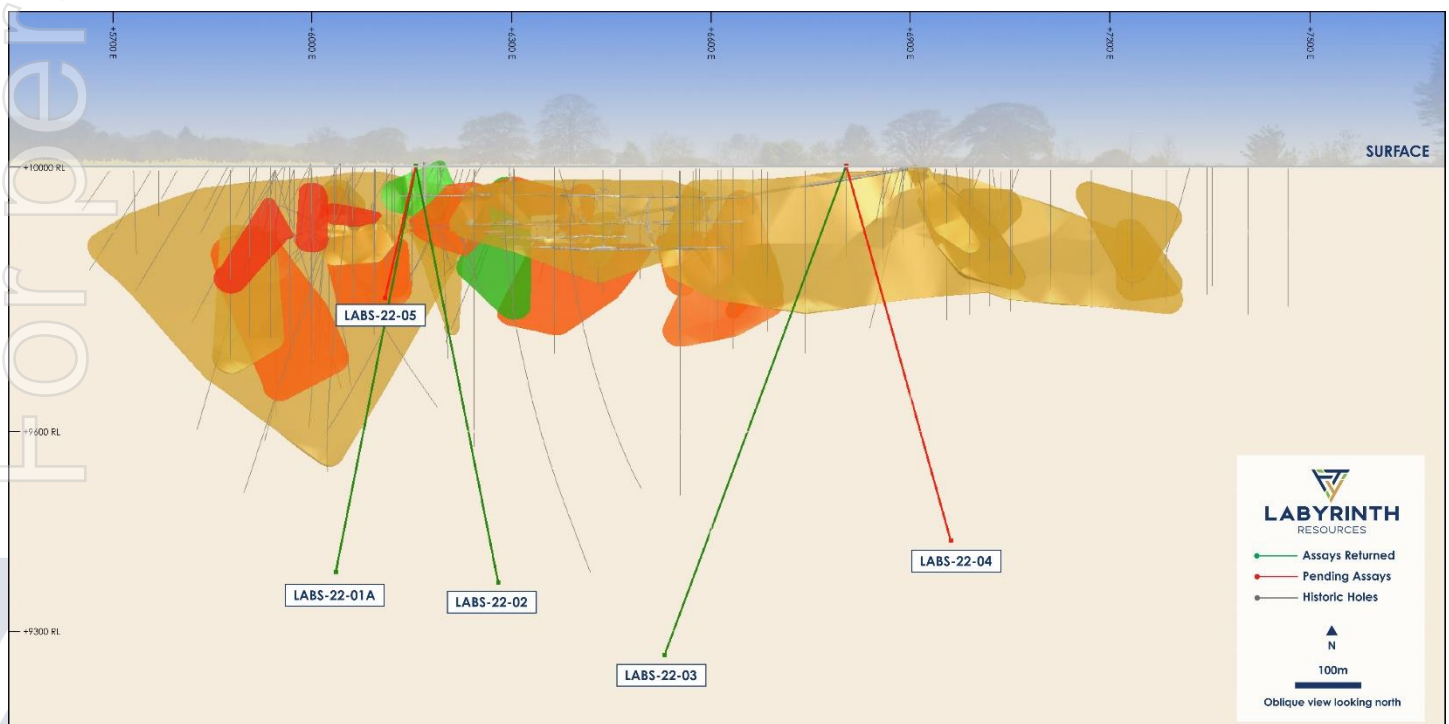 For per
+5700 E
+6000 E
+6300 E
+6600 E
+6900 E
+7200 E
+7500 E
SURFACE
+10000 RL
LABS-22-05
+9600 RL
LABS-22-04
LABS-22-01A
LABS-22-02
+9300 RL
LABS-22-03
LABYRINTH
RESOURCES
Assays Returned
Pending Assays
Historic Holes
N
100m
Oblique view looking north